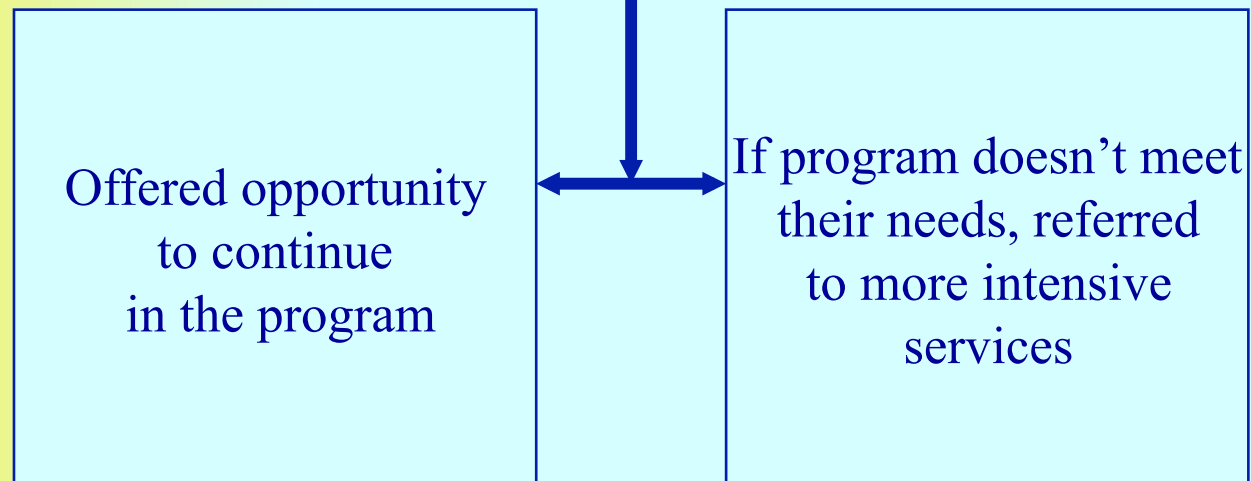 Offered opportunity
to continue
in the program
If program doesn’t meet
their needs, referred
to more intensive
services